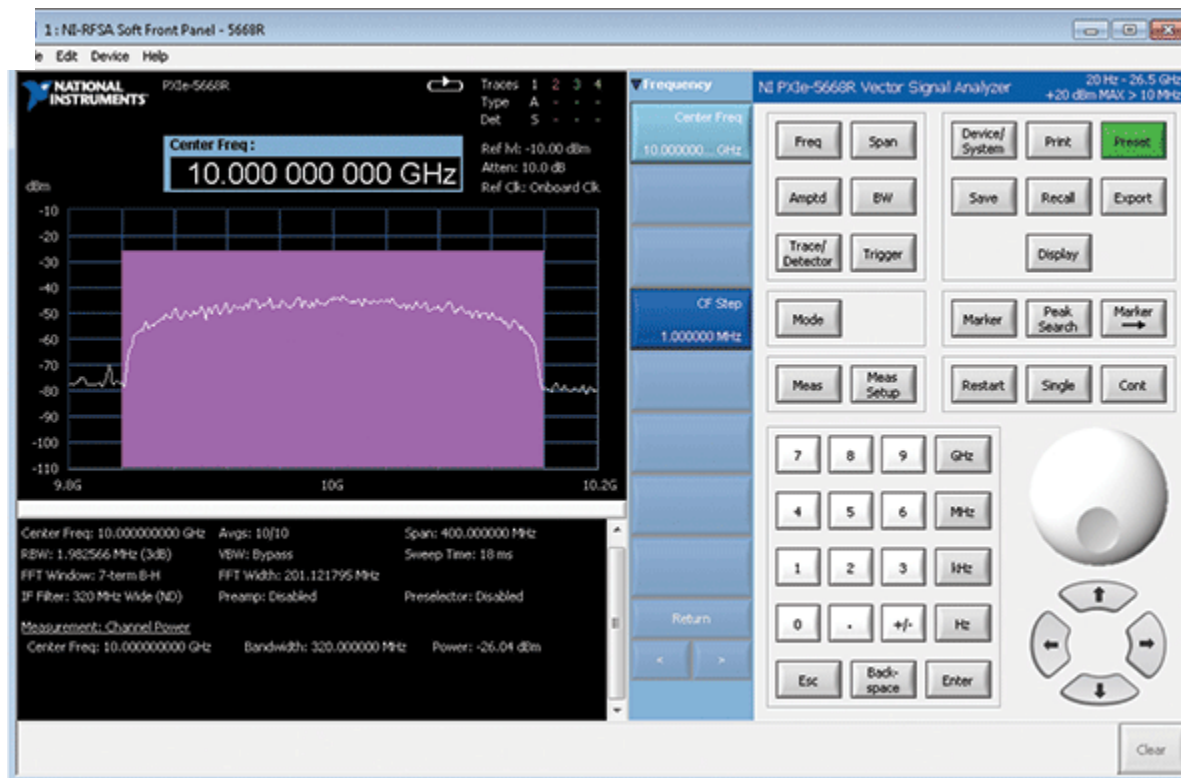 1: NI-RFSA Soft Front Panel - 5668R
Edit Device Help
NATIONAL INSTRUMENTS
PXIe-5668R
Traces 1 2 3 4
Type A - - -
Det S - - -
Center Freq:
10.000 000 000 GHz
Ref lvl: -10.00 dBm
Atten: 10.0 dB
Ref Clk: Onboard Clk
dBm
-10
-20
-30
-40
-50
-60
-70
-80
-90
-100
-110
9.8G 10G 10.2G
Center Freq: 10.000000000 GHz Avgs: 10/10 Span: 400.000000 MHz
RBW: 1.982566 MHz (3dB) VBW: Bypass Sweep Time: 18 ms
FFT Window: 7-term B-H FFT Width: 201.121795 MHz
IF Filter: 320 MHz Wide (ND) Preamp: Disabled Preselector: Disabled
Measurement: Channel Power
Center Freq: 10.000000000 GHz Bandwidth: 320.000000 MHz Power: -26.04 dBm
Frequency
Center Freq
10.000000... GHz
CF Step
1.000000 MHz
Return
< >
NI PXIe-5668R Vector Signal Analyzer
20 Hz - 26.5 GHz
+20 dBm MAX > 10 MHz
Freq Span
Amptd BW
Trace/
Detector
Trigger
Mode
Meas
Meas
Setup
Device/
System
Print Preset
Save Recall Export
Display
Marker
Peak
Search
Marker
Restart Single Cont
7 8 9 GHz
4 5 6 MHz
1 2 3 kHz
0 . +/- Hz
Esc
Back-
space
Enter
Clear